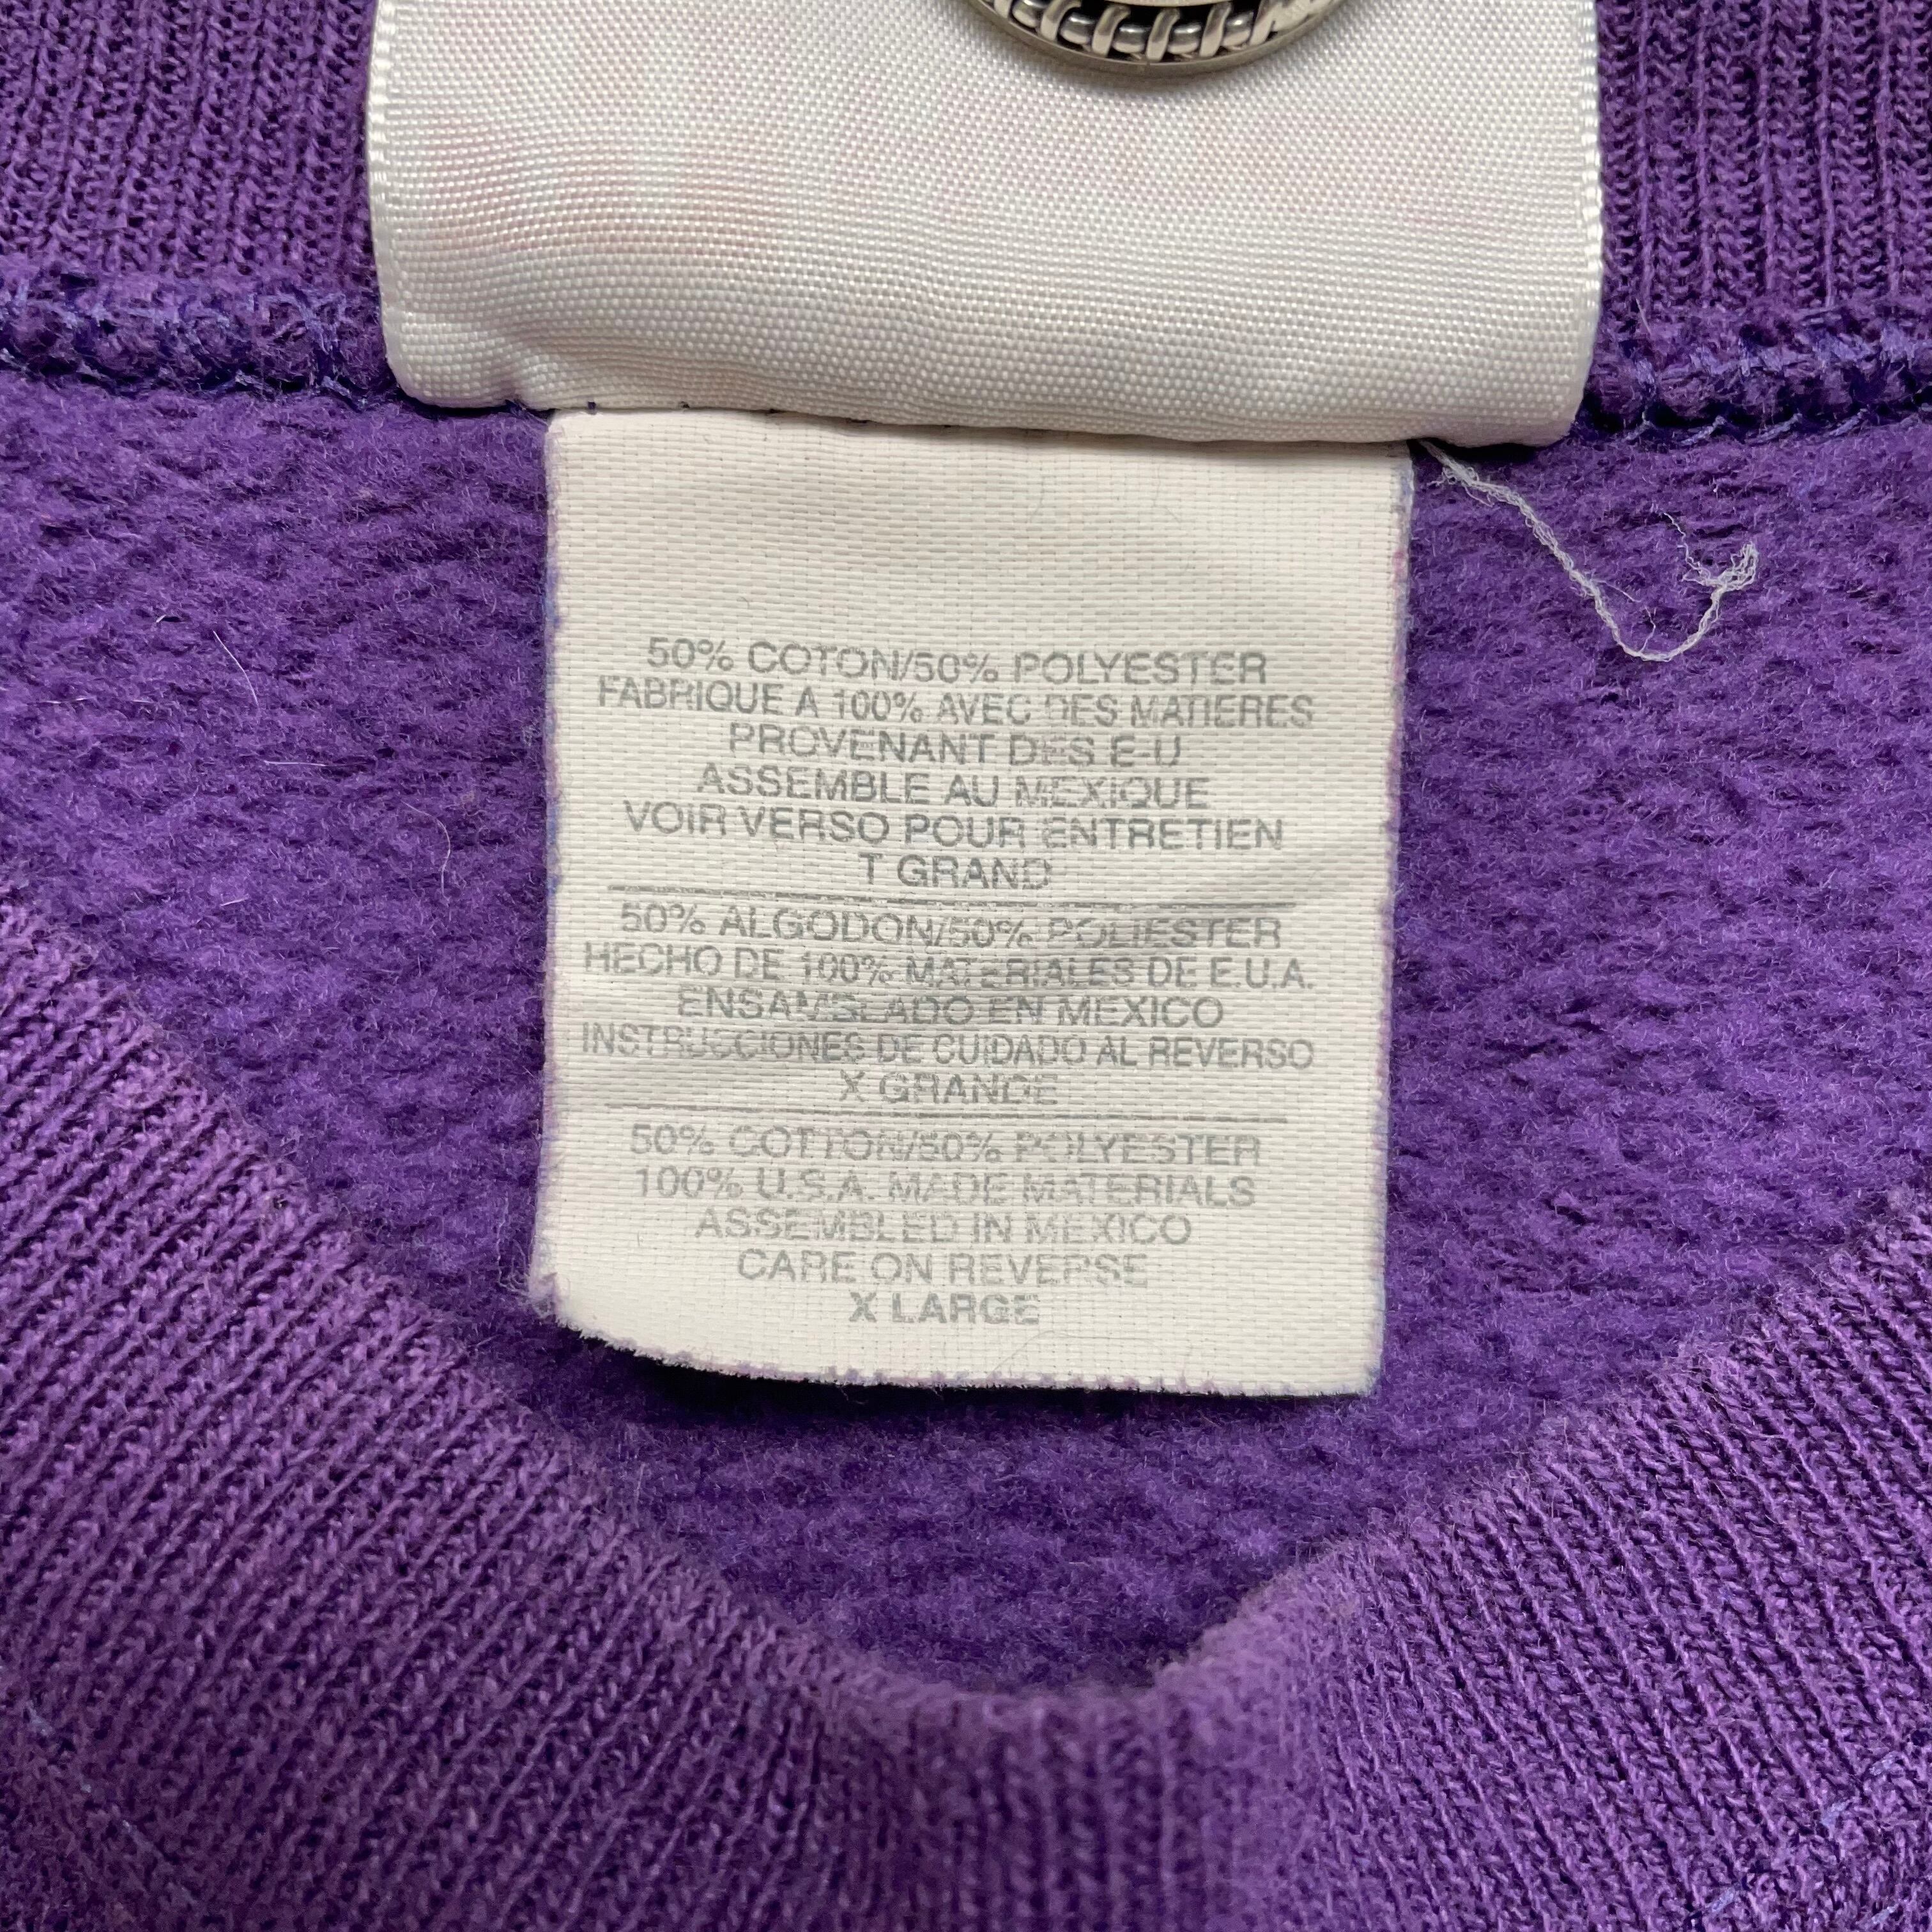 50% COTON/50% POLYESTER
FABRIQUE A 100% AVEC DES MATIERES
PROVENANT DES E-U
ASSEMBLE AU MEXIQUE
VOIR VERSO POUR ENTRETIEN
T GRAND
50% ALGODON/50% POLIESTER
HECHO DE 100% MATERIALES DE E.U.A.
ENSAMBLADO EN MEXICO
INSTRUCCIONES DE CUIDADO AL REVERSO
X GRANDE
50% COTTON/50% POLYESTER
100% U.S.A. MADE MATERIALS
ASSEMBLED IN MEXICO
CARE ON REVERSE
X LARGE